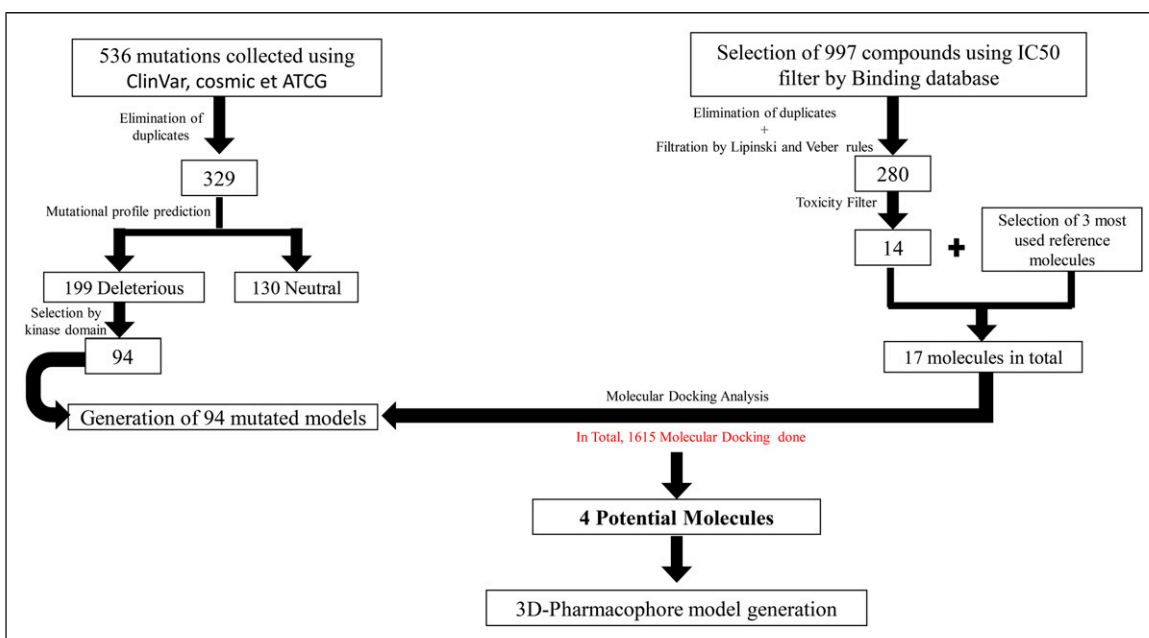 536 mutations collected using
ClinVar, cosmic et ATCG
Elimination of
duplicates
329
Mutational profile prediction
199 Deleterious
130 Neutral
Selection by
kinase domain
94
Generation of 94 mutated models
Selection of 997 compounds using IC50
filter by Binding database
Elimination of duplicates
+
Filtration by Lipinski and Veber rules
280
Toxicity Filter
14
+
Selection of 3 most
used reference
molecules
17 molecules in total
Molecular Docking Analysis
In Total, 1615 Molecular Docking done
4 Potential Molecules
3D-Pharmacophore model generation